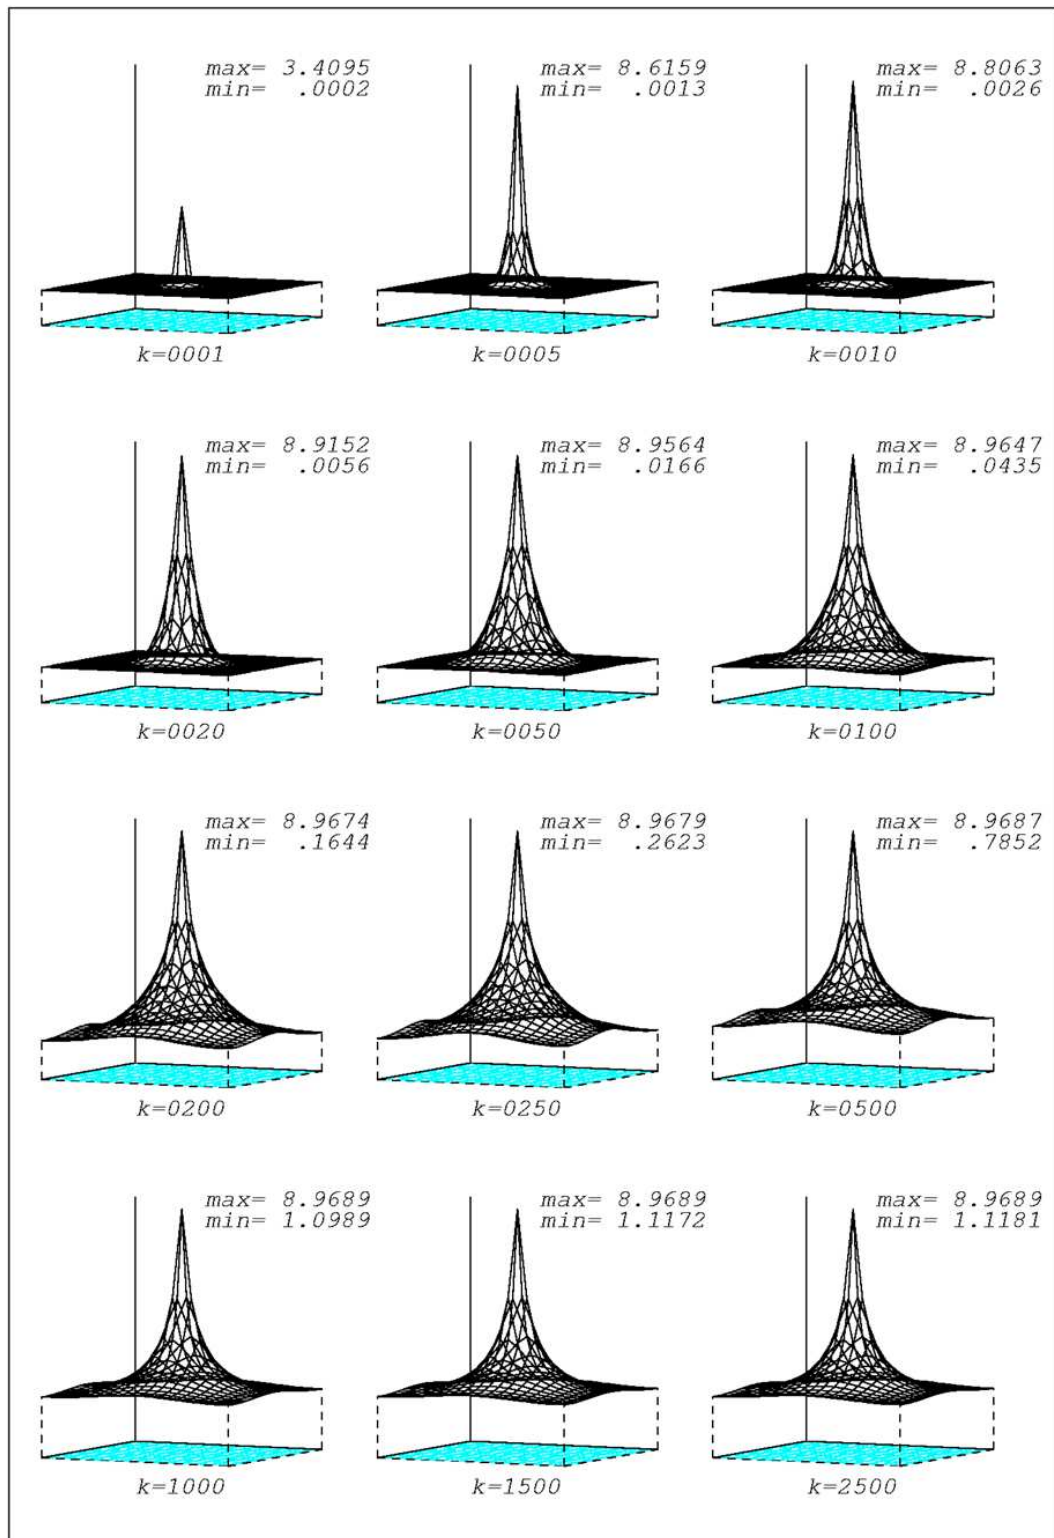 max= 3.4095
min= .0002
k=0001
max= 8.6159
min= .0013
k=0005
max= 8.8063
min= .0026
k=0010
max= 8.9152
min= .0056
k=0020
max= 8.9564
min= .0166
k=0050
max= 8.9647
min= .0435
k=0100
max= 8.9674
min= .1644
k=0200
max= 8.9679
min= .2623
k=0250
max= 8.9687
min= .7852
k=0500
max= 8.9689
min= 1.0989
k=1000
max= 8.9689
min= 1.1172
k=1500
max= 8.9689
min= 1.1181
k=2500